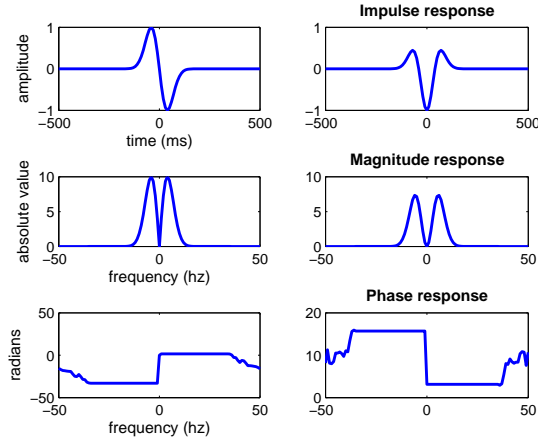 Impulse response
amplitude
1
0
−1
−500 0 500
time (ms)
1
0
−1
−500 0 500
Magnitude response
absolute value
10
5
0
−50 0 50
frequency (hz)
10
5
0
−50 0 50
Phase response
radians
50
0
−50
−50 0 50
frequency (hz)
20
10
0
−50 0 50